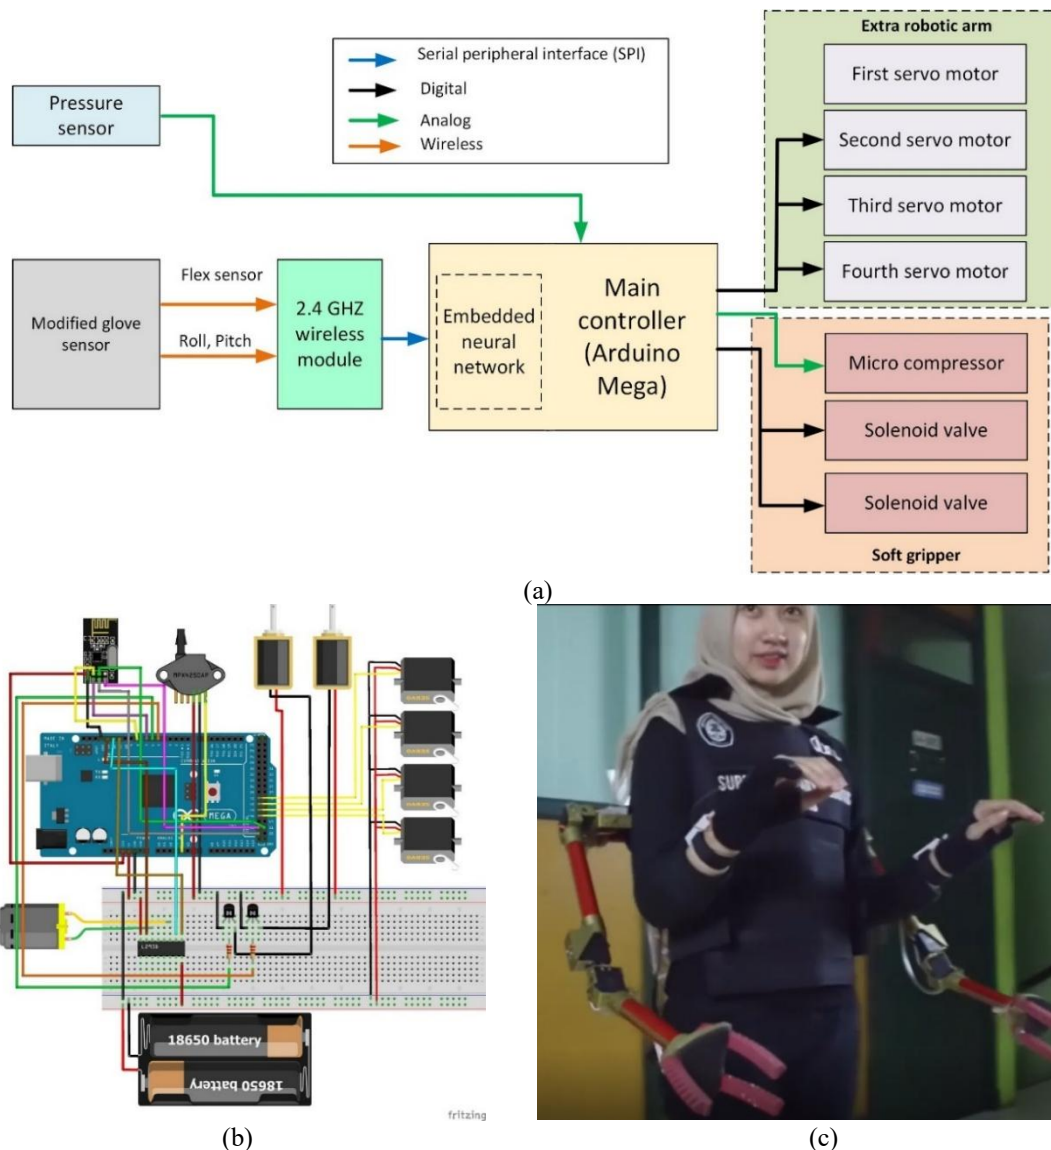 Extra robotic arm
First servo motor
Second servo motor
Third servo motor
Fourth servo motor
Serial peripheral interface (SPI)
Digital
Analog
Wireless
Pressure
sensor
Modified glove
sensor
Flex sensor
Roll, Pitch
2.4 GHZ
wireless
module
Embedded
neural
network
Main
controller
(Arduino
Mega)
Micro compressor
Solenoid valve
Solenoid valve
Soft gripper
(a)
MEGA
18650 battery
18650 battery
fritzing
(b)
SUP
(c)